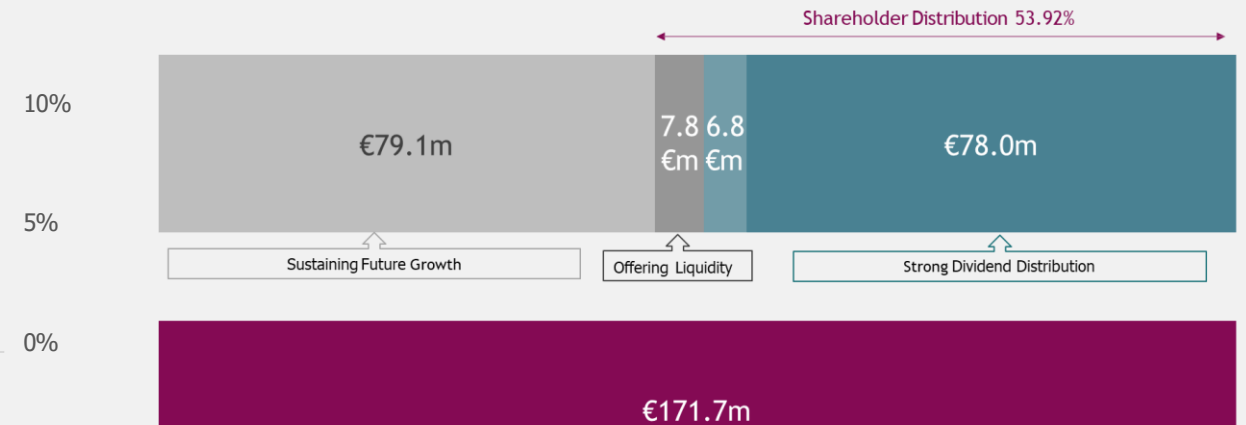 Shareholder Distribution 53.92%
10%
€79.1m
7.8 6.8
€m €m
€78.0m
5%
Sustaining Future Growth
Offering Liquidity
Strong Dividend Distribution
0%
€171.7m